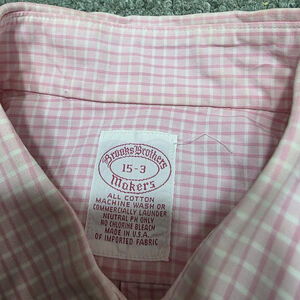 Brooks Brothers
15-3
Makers
ALL COTTON
MACHINE WASH OR
COMMERCIALLY LAUNDER
NEUTRAL PH ONLY
NO CHLORINE BLEACH
MADE IN U.S.A.
OF IMPORTED FABRIC